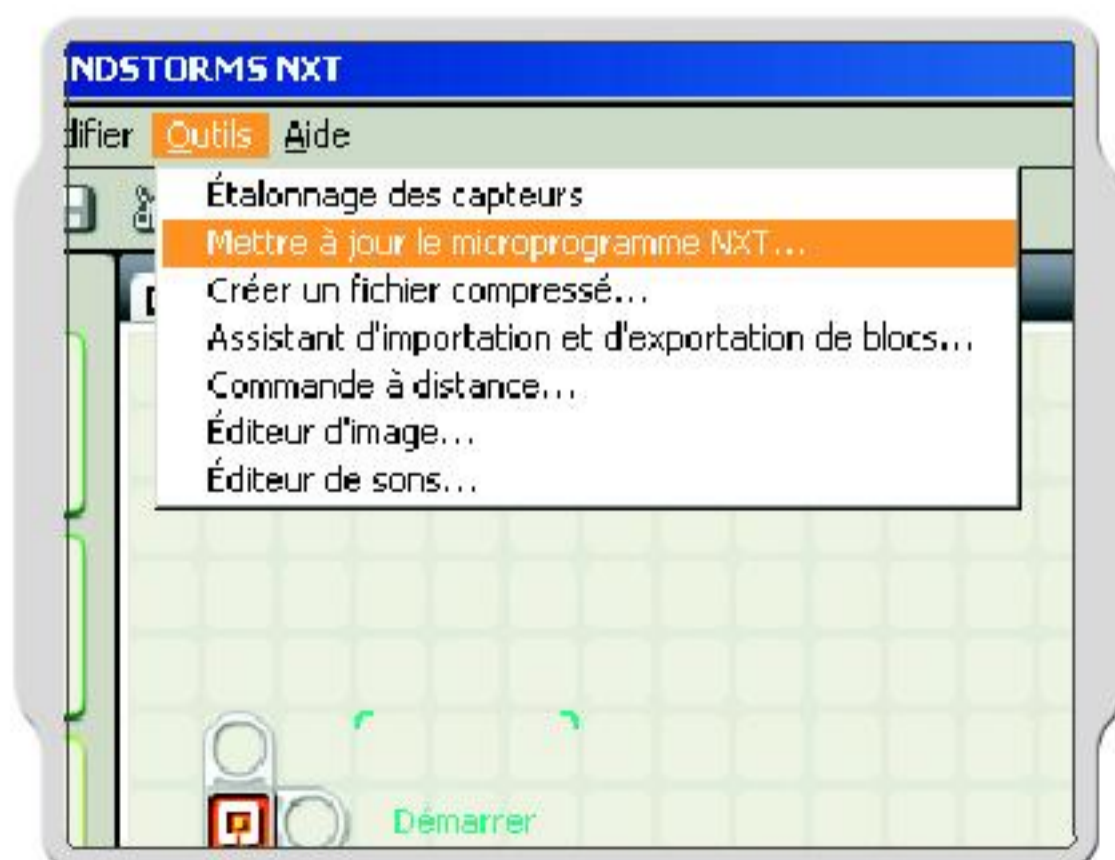 INDSTORMS NXT
difier Outils Aide
Étalonnage des capteurs
Mettre à jour le microprogramme NXT...
Créer un fichier compressé...
Assistant d'importation et d'exportation de blocs...
Commande à distance...
Éditeur d'image...
Éditeur de sons...
Démarrer